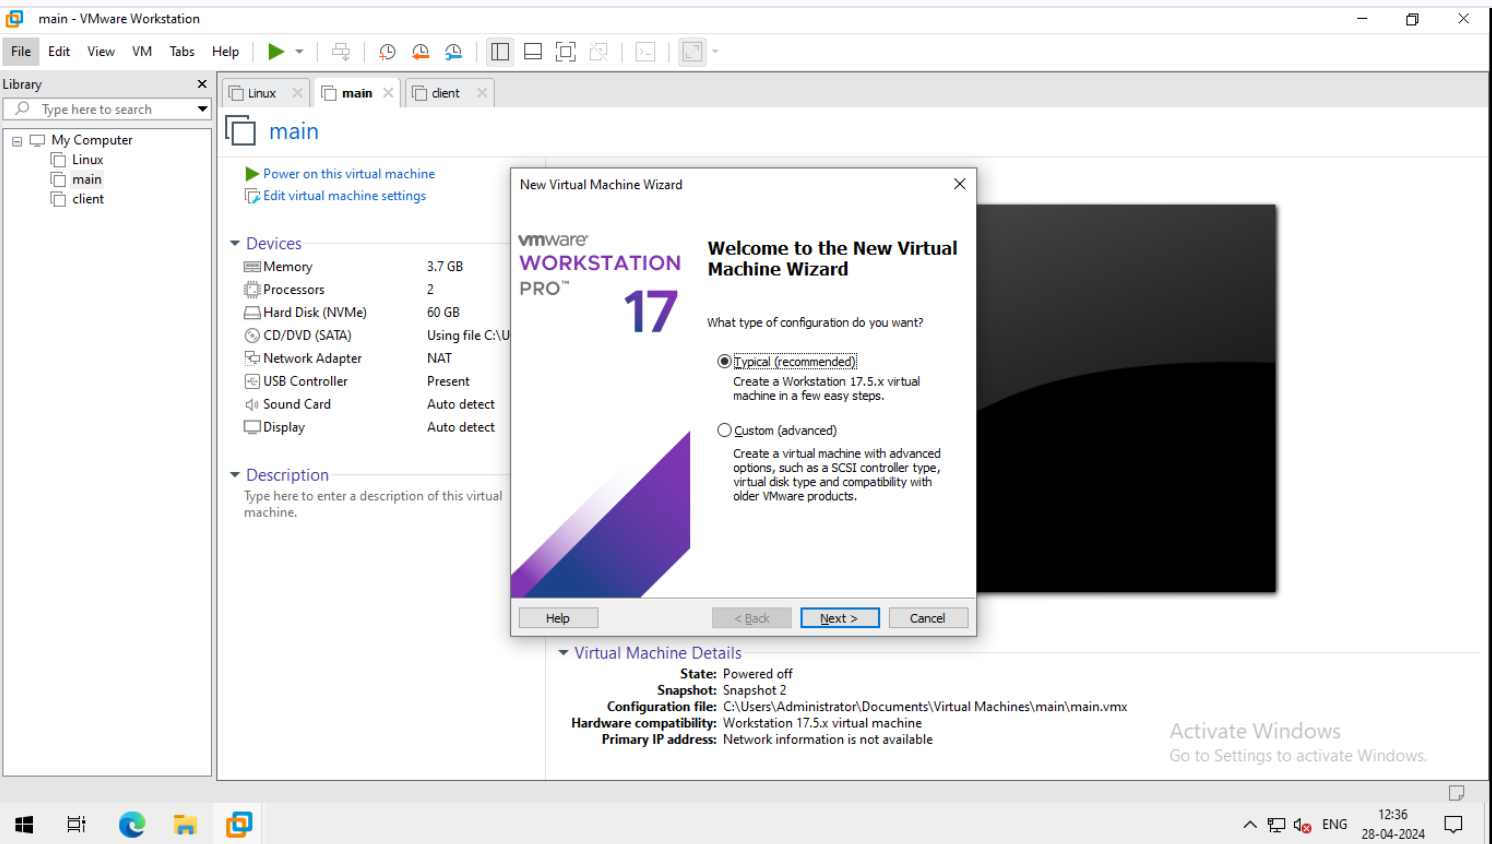 main - VMware Workstation
File Edit View VM Tabs Help
Library
Type here to search
My Computer
Linux
main
client
Linux main client
main
Power on this virtual machine
Edit virtual machine settings
Devices
Memory 3.7 GB
Processors 2
Hard Disk (NVMe) 60 GB
CD/DVD (SATA) Using file C:\U
Network Adapter NAT
USB Controller Present
Sound Card Auto detect
Display Auto detect
Description
Type here to enter a description of this virtual
machine.
New Virtual Machine Wizard
vmware
WORKSTATION
PRO™
17
Welcome to the New Virtual
Machine Wizard
What type of configuration do you want?
Typical (recommended)
Create a Workstation 17.5.x virtual
machine in a few easy steps.
Custom (advanced)
Create a virtual machine with advanced
options, such as a SCSI controller type,
virtual disk type and compatibility with
older VMware products.
Help < Back Next > Cancel
Virtual Machine Details
State: Powered off
Snapshot: Snapshot 2
Configuration file: C:\Users\Administrator\Documents\Virtual Machines\main\main.vmx
Hardware compatibility: Workstation 17.5.x virtual machine
Primary IP address: Network information is not available
Activate Windows
Go to Settings to activate Windows.
ENG
12:36
28-04-2024